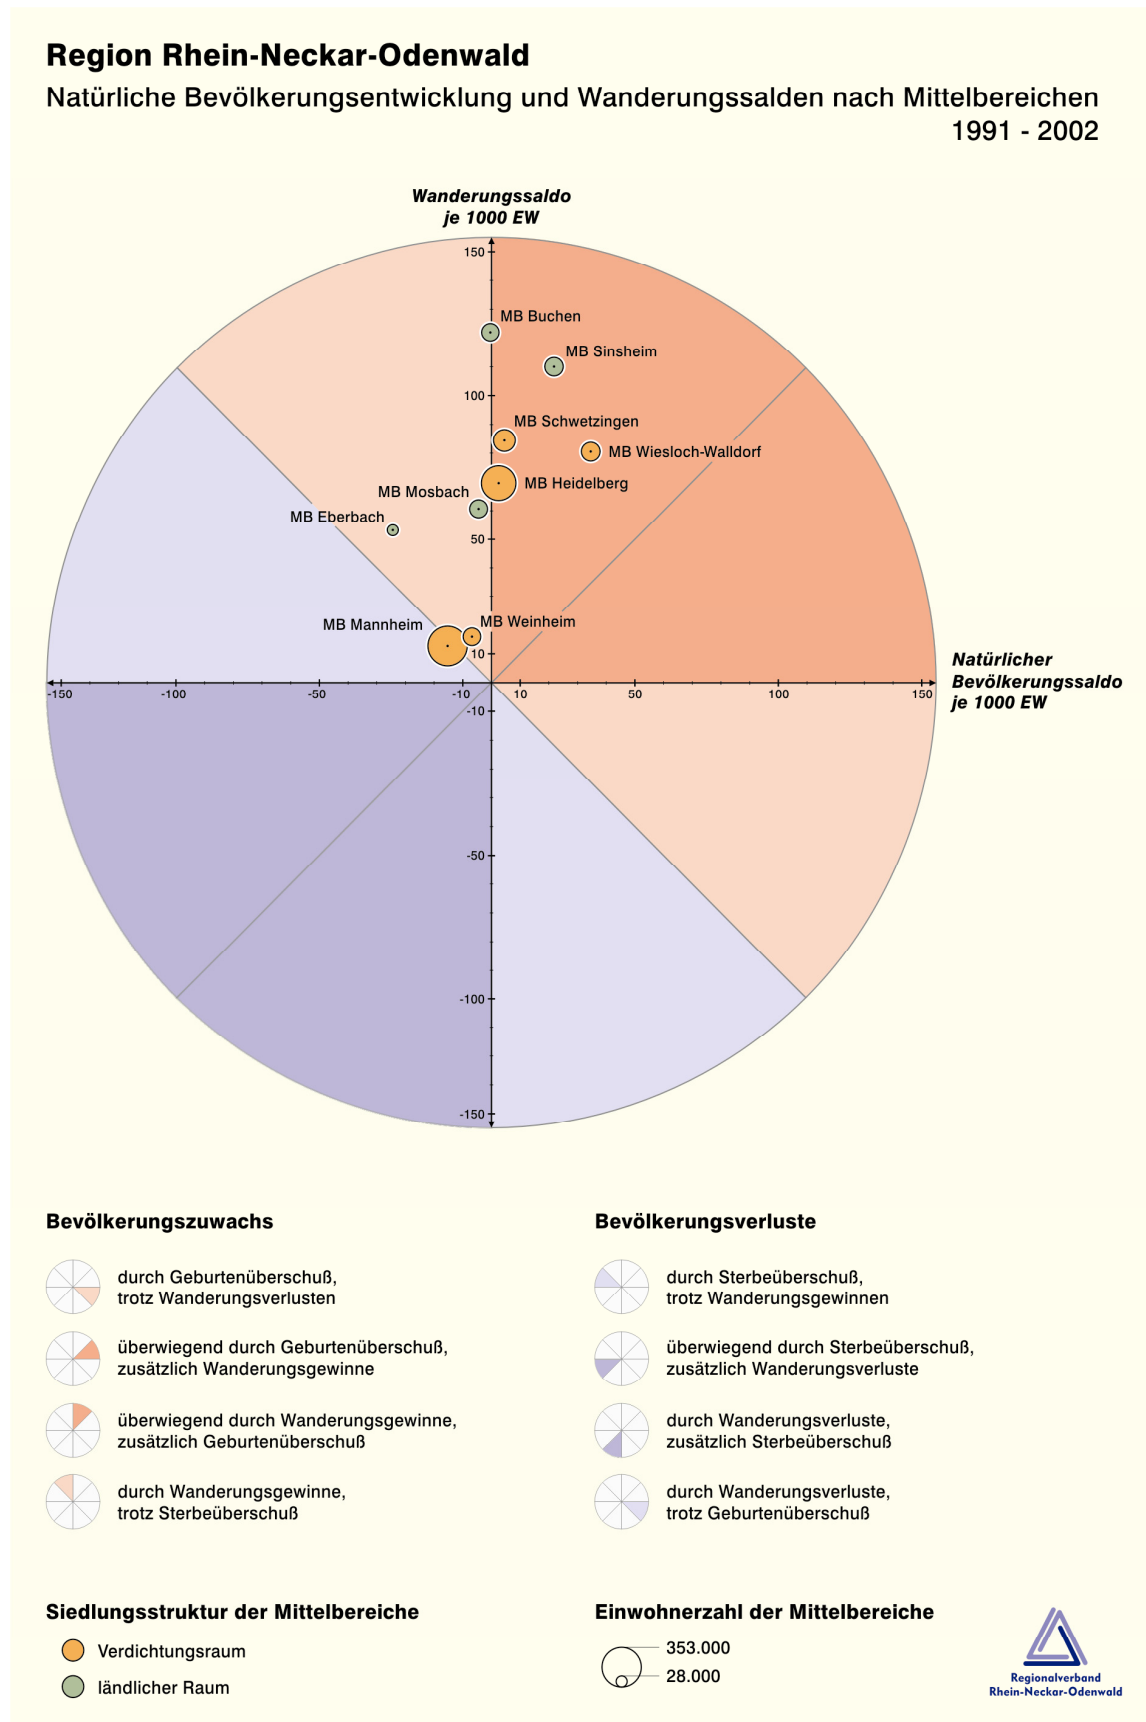 Region Rhein-Neckar-Odenwald
Natürliche Bevölkerungsentwicklung und Wanderungssalden nach Mittelbereichen
1991 - 2002
Wanderungssaldo
je 1000 EW
150
MB Buchen
MB Sinsheim
100
MB Schwetzingen
MB Wiesloch-Walldorf
MB Heidelberg
MB Mosbach
MB Eberbach
50
MB Mannheim
MB Weinheim
10
Natürlicher
Bevölkerungssaldo
je 1000 EW
-150 -100 -50 -10 10 50 100 150
-10
-50
-100
-150
Bevölkerungszuwachs
durch Geburtenüberschuß,
trotz Wanderungsverlusten
überwiegend durch Geburtenüberschuß,
zusätzlich Wanderungsgewinne
überwiegend durch Wanderungsgewinne,
zusätzlich Geburtenüberschuß
durch Wanderungsgewinne,
trotz Sterbeüberschuß
Bevölkerungsverluste
durch Sterbeüberschuß,
trotz Wanderungsgewinnen
überwiegend durch Sterbeüberschuß,
zusätzlich Wanderungsverluste
durch Wanderungsverluste,
zusätzlich Sterbeüberschuß
durch Wanderungsverluste,
trotz Geburtenüberschuß
Siedlungsstruktur der Mittelbereiche
Verdichtungsraum
ländlicher Raum
Einwohnerzahl der Mittelbereiche
353.000
28.000
Regionalverband
Rhein-Neckar-Odenwald